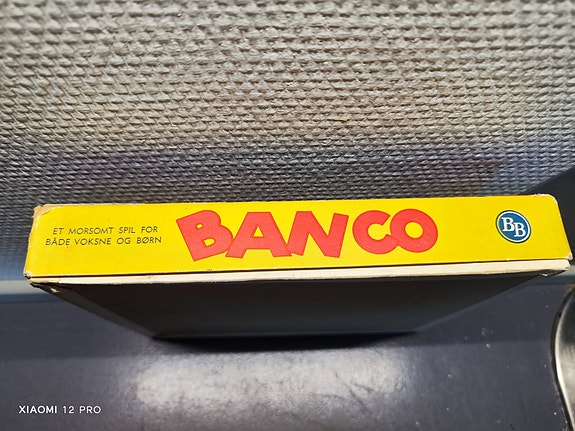 ET MORSOMT SPIL FOR
BÅDE VOKSNE OG BØRN
BANCO
BB
XIAOMI 12 PRO